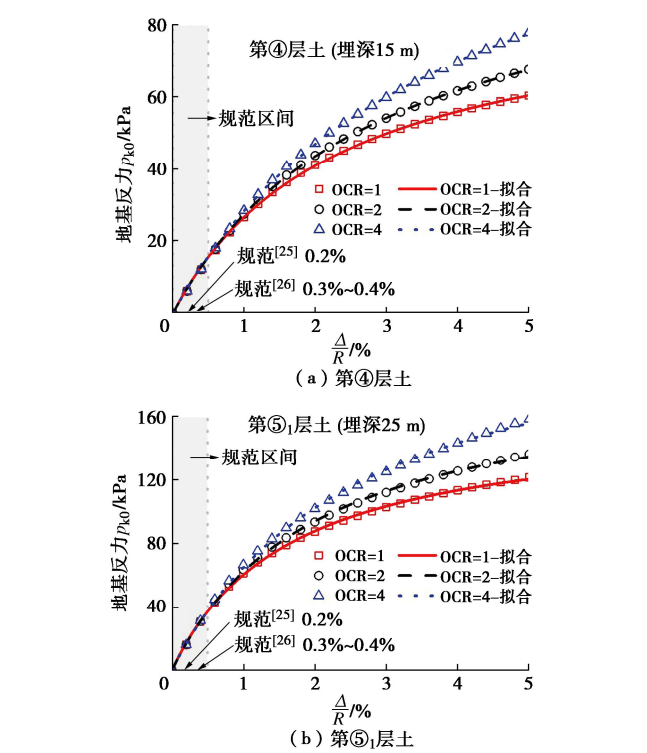 80
60
40
20
0
1
2
3
4
5
地基反力pk0/kPa
第④层土 (埋深15 m)
规范区间
OCR=1
OCR=2
OCR=4
OCR=1-拟合
OCR=2-拟合
OCR=4-拟合
规范[25] 0.2%
规范[26] 0.3%~0.4%
Δ/R/%
(a) 第④层土
160
120
80
40
0
1
2
3
4
5
地基反力pk0/kPa
第⑤1层土 (埋深25 m)
规范区间
OCR=1
OCR=2
OCR=4
OCR=1-拟合
OCR=2-拟合
OCR=4-拟合
规范[25] 0.2%
规范[26] 0.3%~0.4%
Δ/R/%
(b) 第⑤1层土